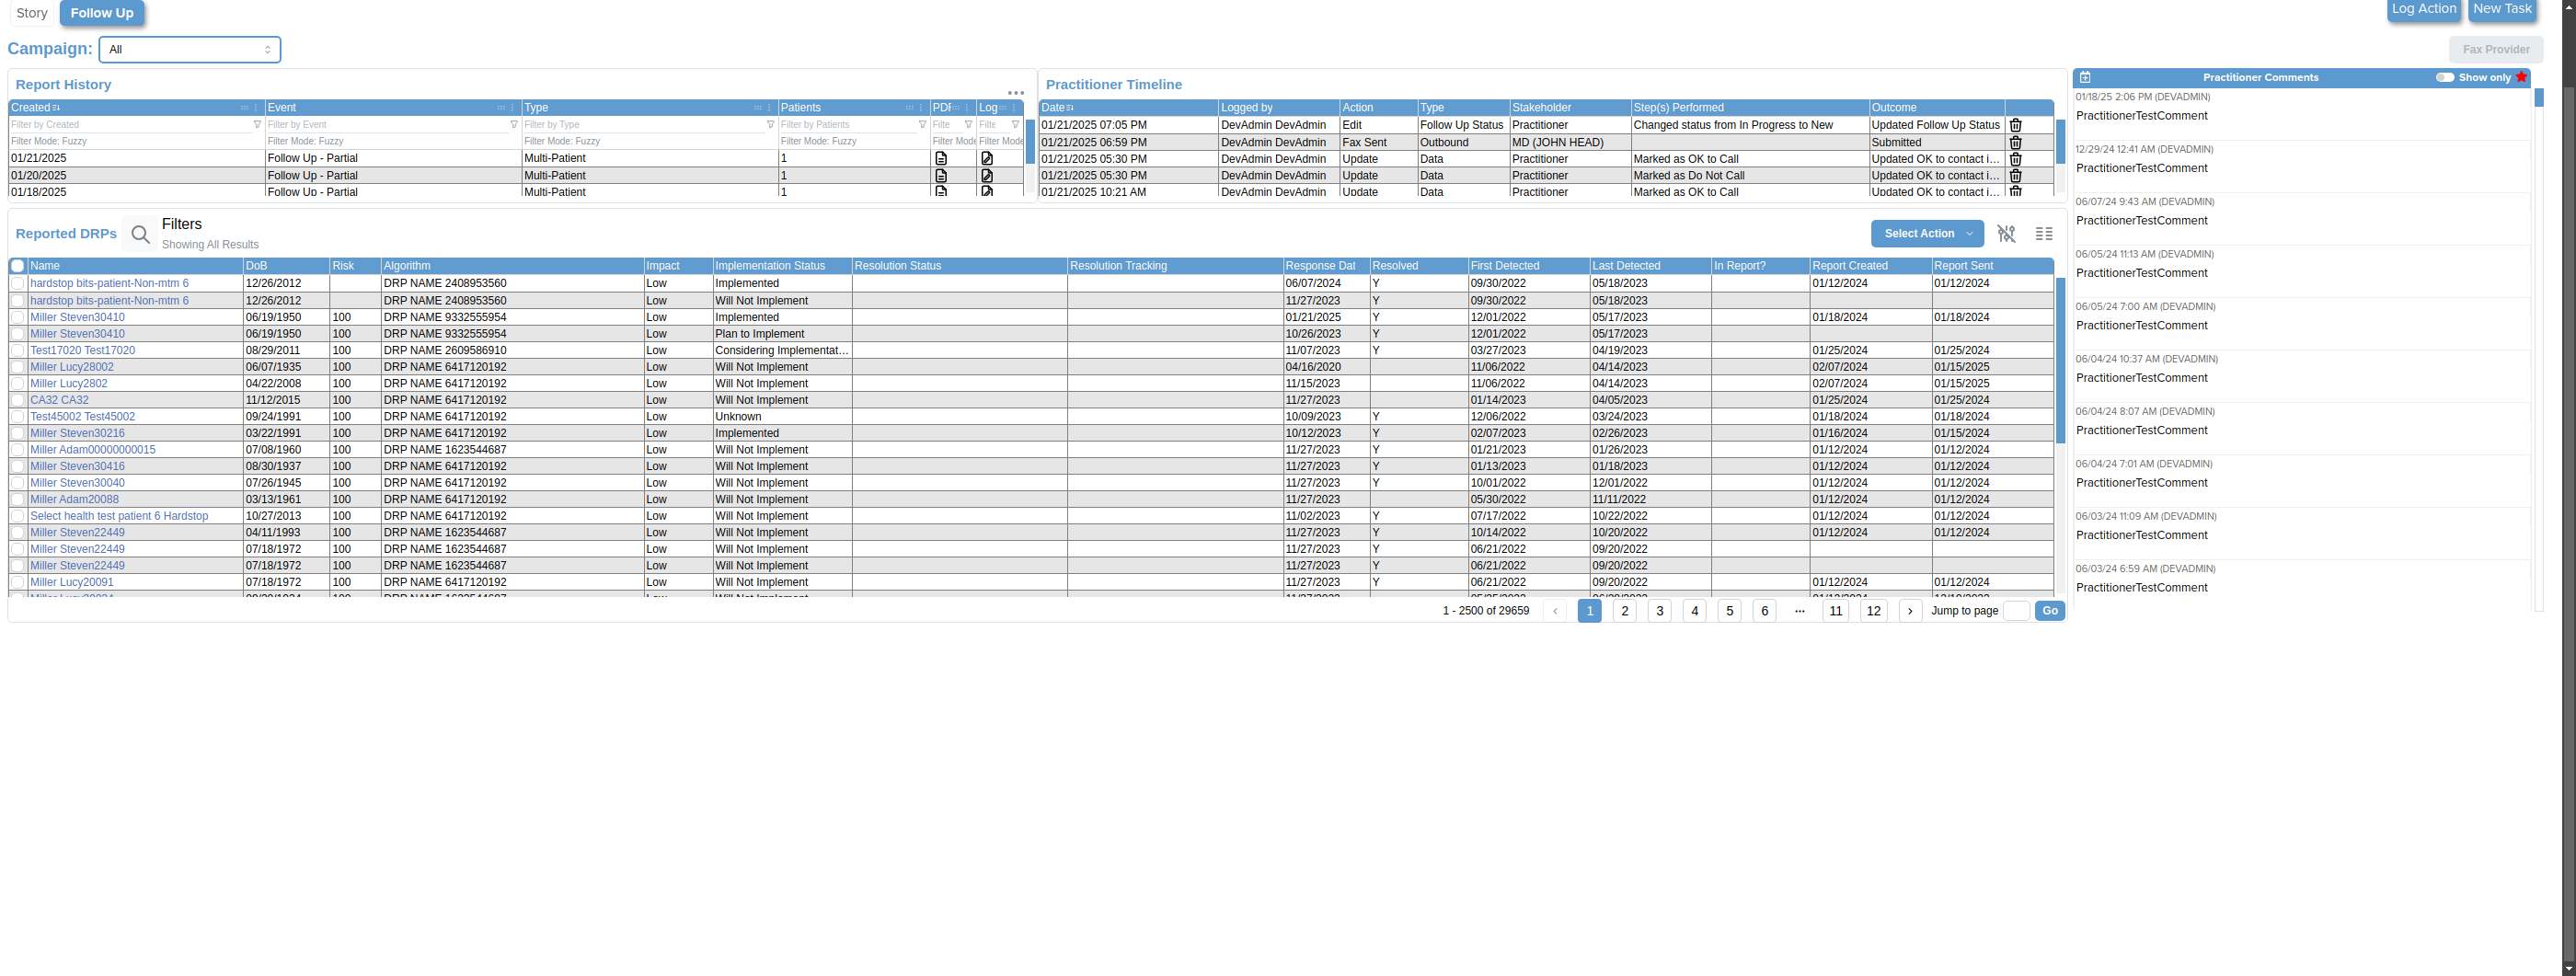 Story Follow Up Log Action New Task
Campaign: All Fax Provider
Report History
Created Event Type Patients PDF Log
Filter by Created Filter by Event Filter by Type Filter by Patients Filte Filte
Filter Mode: Fuzzy Filter Mode: Fuzzy Filter Mode: Fuzzy Filter Mode: Fuzzy Filter Mode Filter Mode
01/21/2025 Follow Up - Partial Multi-Patient 1
01/20/2025 Follow Up - Partial Multi-Patient 1
01/18/2025 Follow Up - Partial Multi-Patient 1
Practitioner Timeline
Date Logged by Action Type Stakeholder Step(s) Performed Outcome
01/21/2025 07:05 PM DevAdmin DevAdmin Edit Follow Up Status Practitioner Changed status from In Progress to New Updated Follow Up Status
01/21/2025 06:59 PM DevAdmin DevAdmin Fax Sent Outbound MD (JOHN HEAD) Submitted
01/21/2025 05:30 PM DevAdmin DevAdmin Update Data Practitioner Marked as OK to Call Updated OK to contact i...
01/21/2025 05:30 PM DevAdmin DevAdmin Update Data Practitioner Marked as Do Not Call Updated OK to contact i...
01/21/2025 10:21 AM DevAdmin DevAdmin Update Data Practitioner Marked as OK to Call Updated OK to contact i...
Reported DRPs Filters
Showing All Results
Select Action
Name DoB Risk Algorithm Impact Implementation Status Resolution Status Resolution Tracking Response Dat Resolved First Detected Last Detected In Report? Report Created Report Sent
hardstop bits-patient-Non-mtm 6 12/26/2012 DRP NAME 2408953560 Low Implemented 06/07/2024 Y 09/30/2022 05/18/2023 01/12/2024 01/12/2024
hardstop bits-patient-Non-mtm 6 12/26/2012 DRP NAME 2408953560 Low Will Not Implement 11/27/2023 Y 09/30/2022 05/18/2023
Miller Steven30410 06/19/1950 100 DRP NAME 9332555954 Low Implemented 01/21/2025 Y 12/01/2022 05/17/2023 01/18/2024 01/18/2024
Miller Steven30410 06/19/1950 100 DRP NAME 9332555954 Low Plan to Implement 10/26/2023 Y 12/01/2022 05/17/2023
Test17020 Test17020 08/29/2011 100 DRP NAME 2609586910 Low Considering Implementat... 11/07/2023 Y 03/27/2023 04/19/2023 01/25/2024 01/25/2024
Miller Lucy28002 06/07/1935 100 DRP NAME 6417120192 Low Will Not Implement 04/16/2020 11/06/2022 04/14/2023 02/07/2024 01/15/2025
Miller Lucy2802 04/22/2008 100 DRP NAME 6417120192 Low Will Not Implement 11/15/2023 11/06/2022 04/14/2023 02/07/2024 01/15/2025
CA32 CA32 11/12/2015 100 DRP NAME 6417120192 Low Will Not Implement 11/27/2023 01/14/2023 04/05/2023 01/25/2024 01/25/2024
Test45002 Test45002 09/24/1991 100 DRP NAME 6417120192 Low Unknown 10/09/2023 Y 12/06/2022 03/24/2023 01/18/2024 01/18/2024
Miller Steven30216 03/22/1991 100 DRP NAME 6417120192 Low Implemented 10/12/2023 Y 02/07/2023 02/26/2023 01/16/2024 01/15/2024
Miller Adam00000000015 07/08/1960 100 DRP NAME 1623544687 Low Will Not Implement 11/27/2023 Y 01/21/2023 01/26/2023 01/12/2024 01/12/2024
Miller Steven30416 08/30/1937 100 DRP NAME 6417120192 Low Will Not Implement 11/27/2023 Y 01/13/2023 01/18/2023 01/12/2024 01/12/2024
Miller Steven30040 07/26/1945 100 DRP NAME 6417120192 Low Will Not Implement 11/27/2023 Y 10/01/2022 12/01/2022 01/12/2024 01/12/2024
Miller Adam20088 03/13/1961 100 DRP NAME 6417120192 Low Will Not Implement 11/27/2023 05/30/2022 11/11/2022 01/12/2024 01/12/2024
Select health test patient 6 Hardstop 10/27/2013 100 DRP NAME 6417120192 Low Will Not Implement 11/02/2023 Y 07/17/2022 10/22/2022 01/12/2024 01/12/2024
Miller Steven22449 04/11/1993 100 DRP NAME 1623544687 Low Will Not Implement 11/27/2023 Y 10/14/2022 10/20/2022 01/12/2024 01/12/2024
Miller Steven22449 07/18/1972 100 DRP NAME 1623544687 Low Will Not Implement 11/27/2023 Y 06/21/2022 09/20/2022
Miller Steven22449 07/18/1972 100 DRP NAME 1623544687 Low Will Not Implement 11/27/2023 Y 06/21/2022 09/20/2022
Miller Lucy20091 07/18/1972 100 DRP NAME 6417120192 Low Will Not Implement 11/27/2023 Y 06/21/2022 09/20/2022 01/12/2024 01/12/2024
1 - 2500 of 29659 1 2 3 4 5 6 ... 11 12 Jump to page Go
Practitioner Comments Show only
01/18/25 2:06 PM (DEVADMIN)
PractitionerTestComment
12/29/24 12:41 AM (DEVADMIN)
PractitionerTestComment
06/07/24 9:43 AM (DEVADMIN)
PractitionerTestComment
06/05/24 11:13 AM (DEVADMIN)
PractitionerTestComment
06/05/24 7:00 AM (DEVADMIN)
PractitionerTestComment
06/04/24 10:37 AM (DEVADMIN)
PractitionerTestComment
06/04/24 8:07 AM (DEVADMIN)
PractitionerTestComment
06/04/24 7:01 AM (DEVADMIN)
PractitionerTestComment
06/03/24 11:09 AM (DEVADMIN)
PractitionerTestComment
06/03/24 6:59 AM (DEVADMIN)
PractitionerTestComment